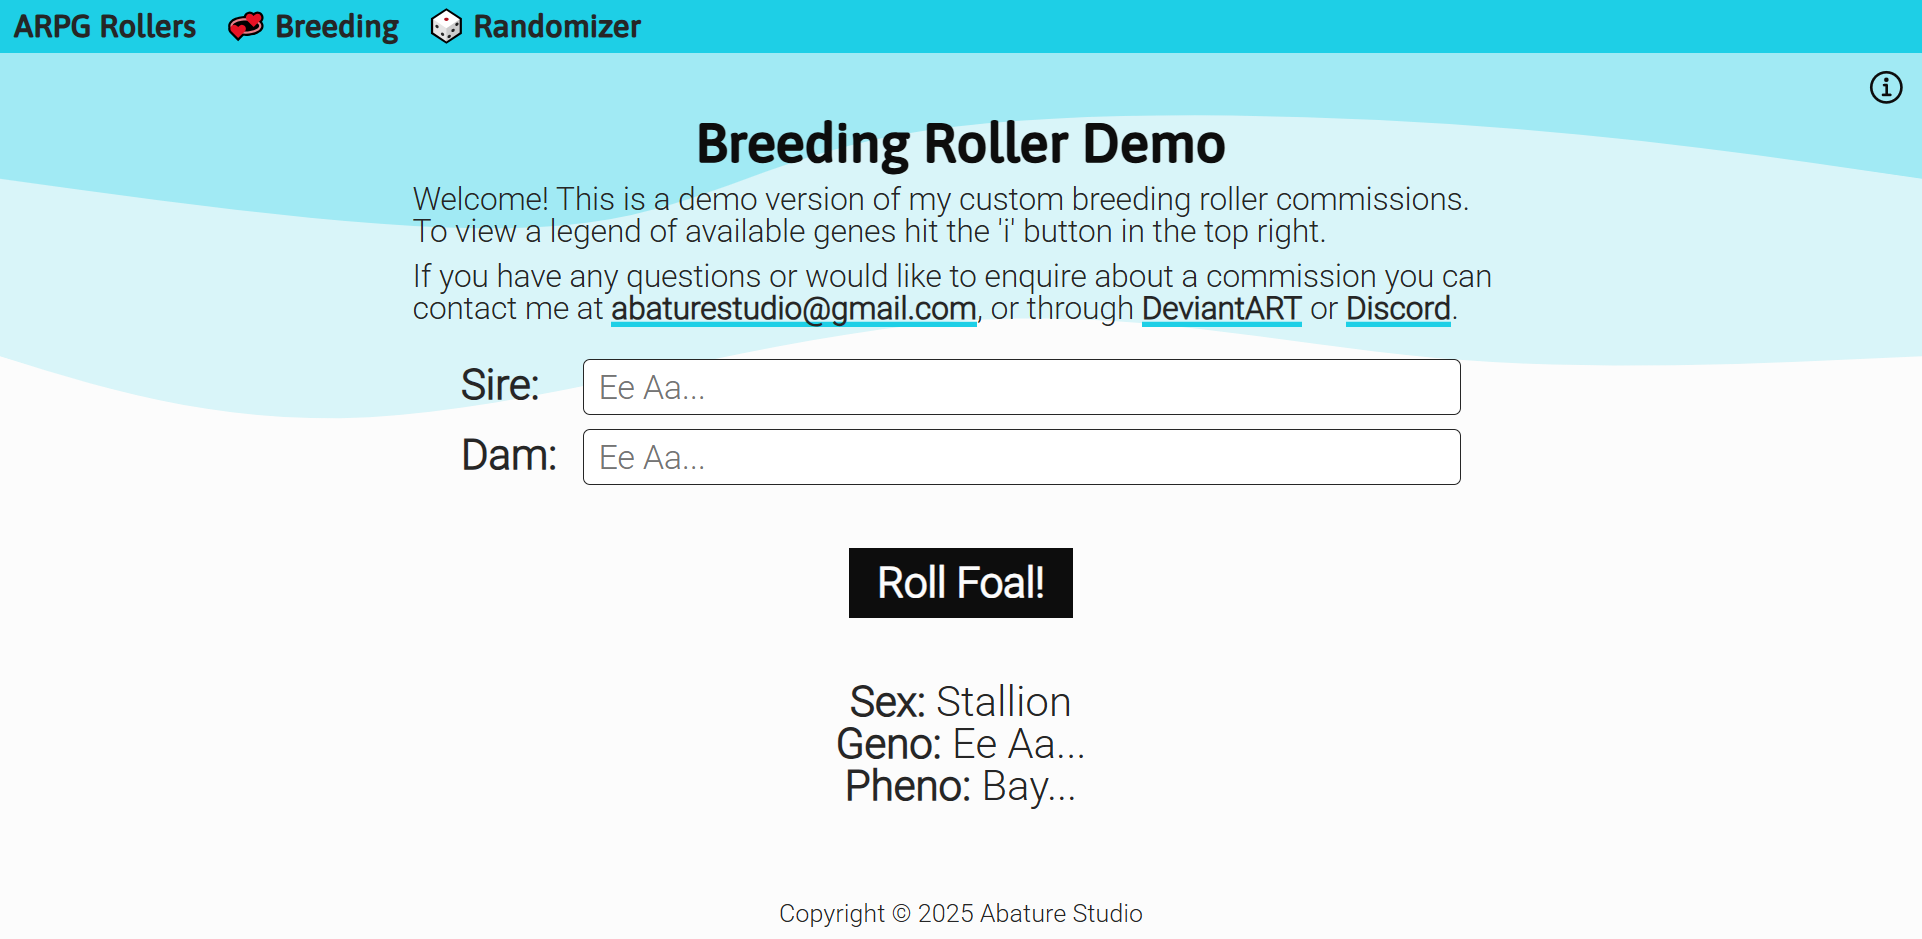 ARPG Rollers Breeding Randomizer
Breeding Roller Demo
Welcome! This is a demo version of my custom breeding roller commissions.
To view a legend of available genes hit the 'i' button in the top right.
If you have any questions or would like to enquire about a commission you can
contact me at abaturestudio@gmail.com, or through DeviantART or Discord.
Sire: Ee Aa...
Dam: Ee Aa...
Roll Foal!
Sex: Stallion
Geno: Ee Aa...
Pheno: Bay...
Copyright © 2025 Abature Studio